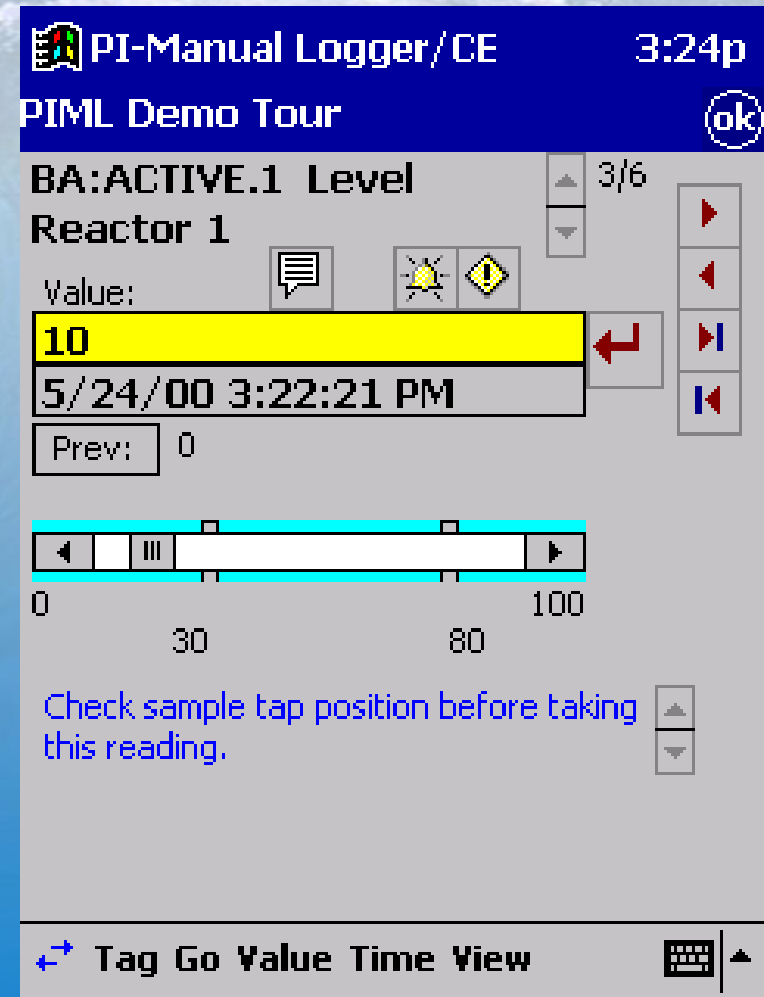 PI-Manual Logger/CE 3:24p
PIML Demo Tour ok
BA:ACTIVE.1 Level 3/6
Reactor 1
Value:
10
5/24/00 3:22:21 PM
Prev: 0
0 100
30 80
Check sample tap position before taking
this reading.
Tag Go Value Time View